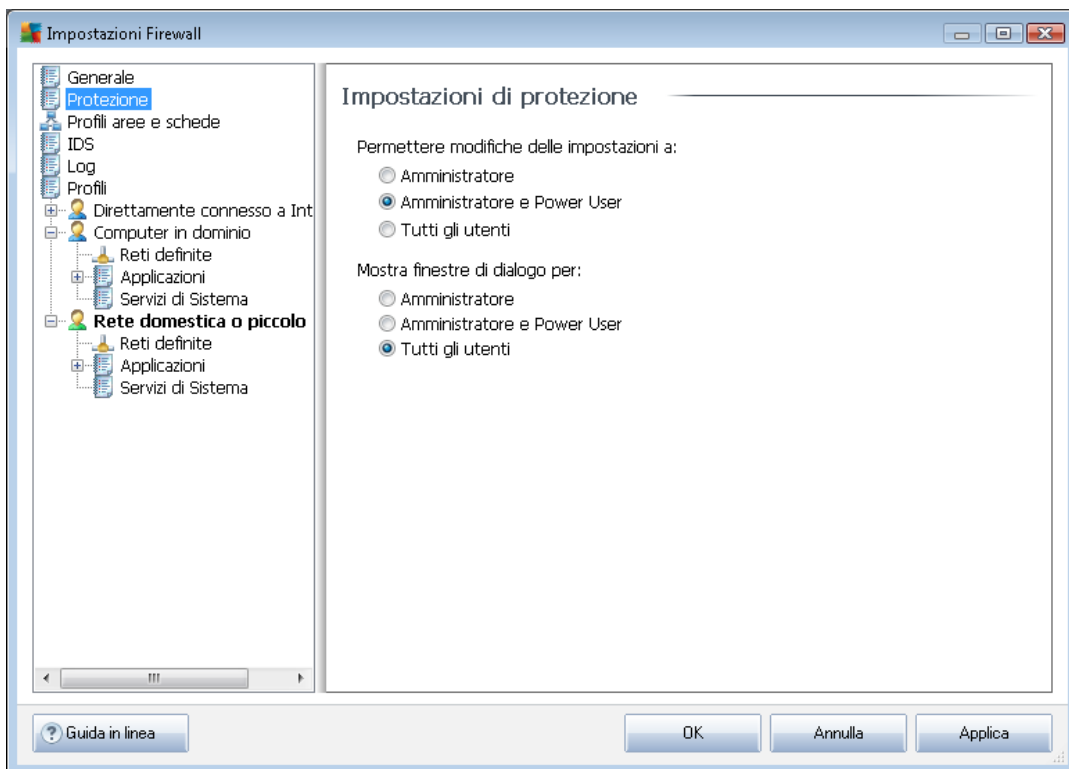 Impostazioni Firewall
Generale
Protezione
Profili aree e schede
IDS
Log
Profili
Direttamente connesso a Int
Computer in dominio
Reti definite
Applicazioni
Servizi di Sistema
Rete domestica o piccolo
Reti definite
Applicazioni
Servizi di Sistema
Impostazioni di protezione
Permettere modifiche delle impostazioni a:
Amministratore
Amministratore e Power User
Tutti gli utenti
Mostra finestre di dialogo per:
Amministratore
Amministratore e Power User
Tutti gli utenti
? Guida in linea
OK
Annulla
Applica